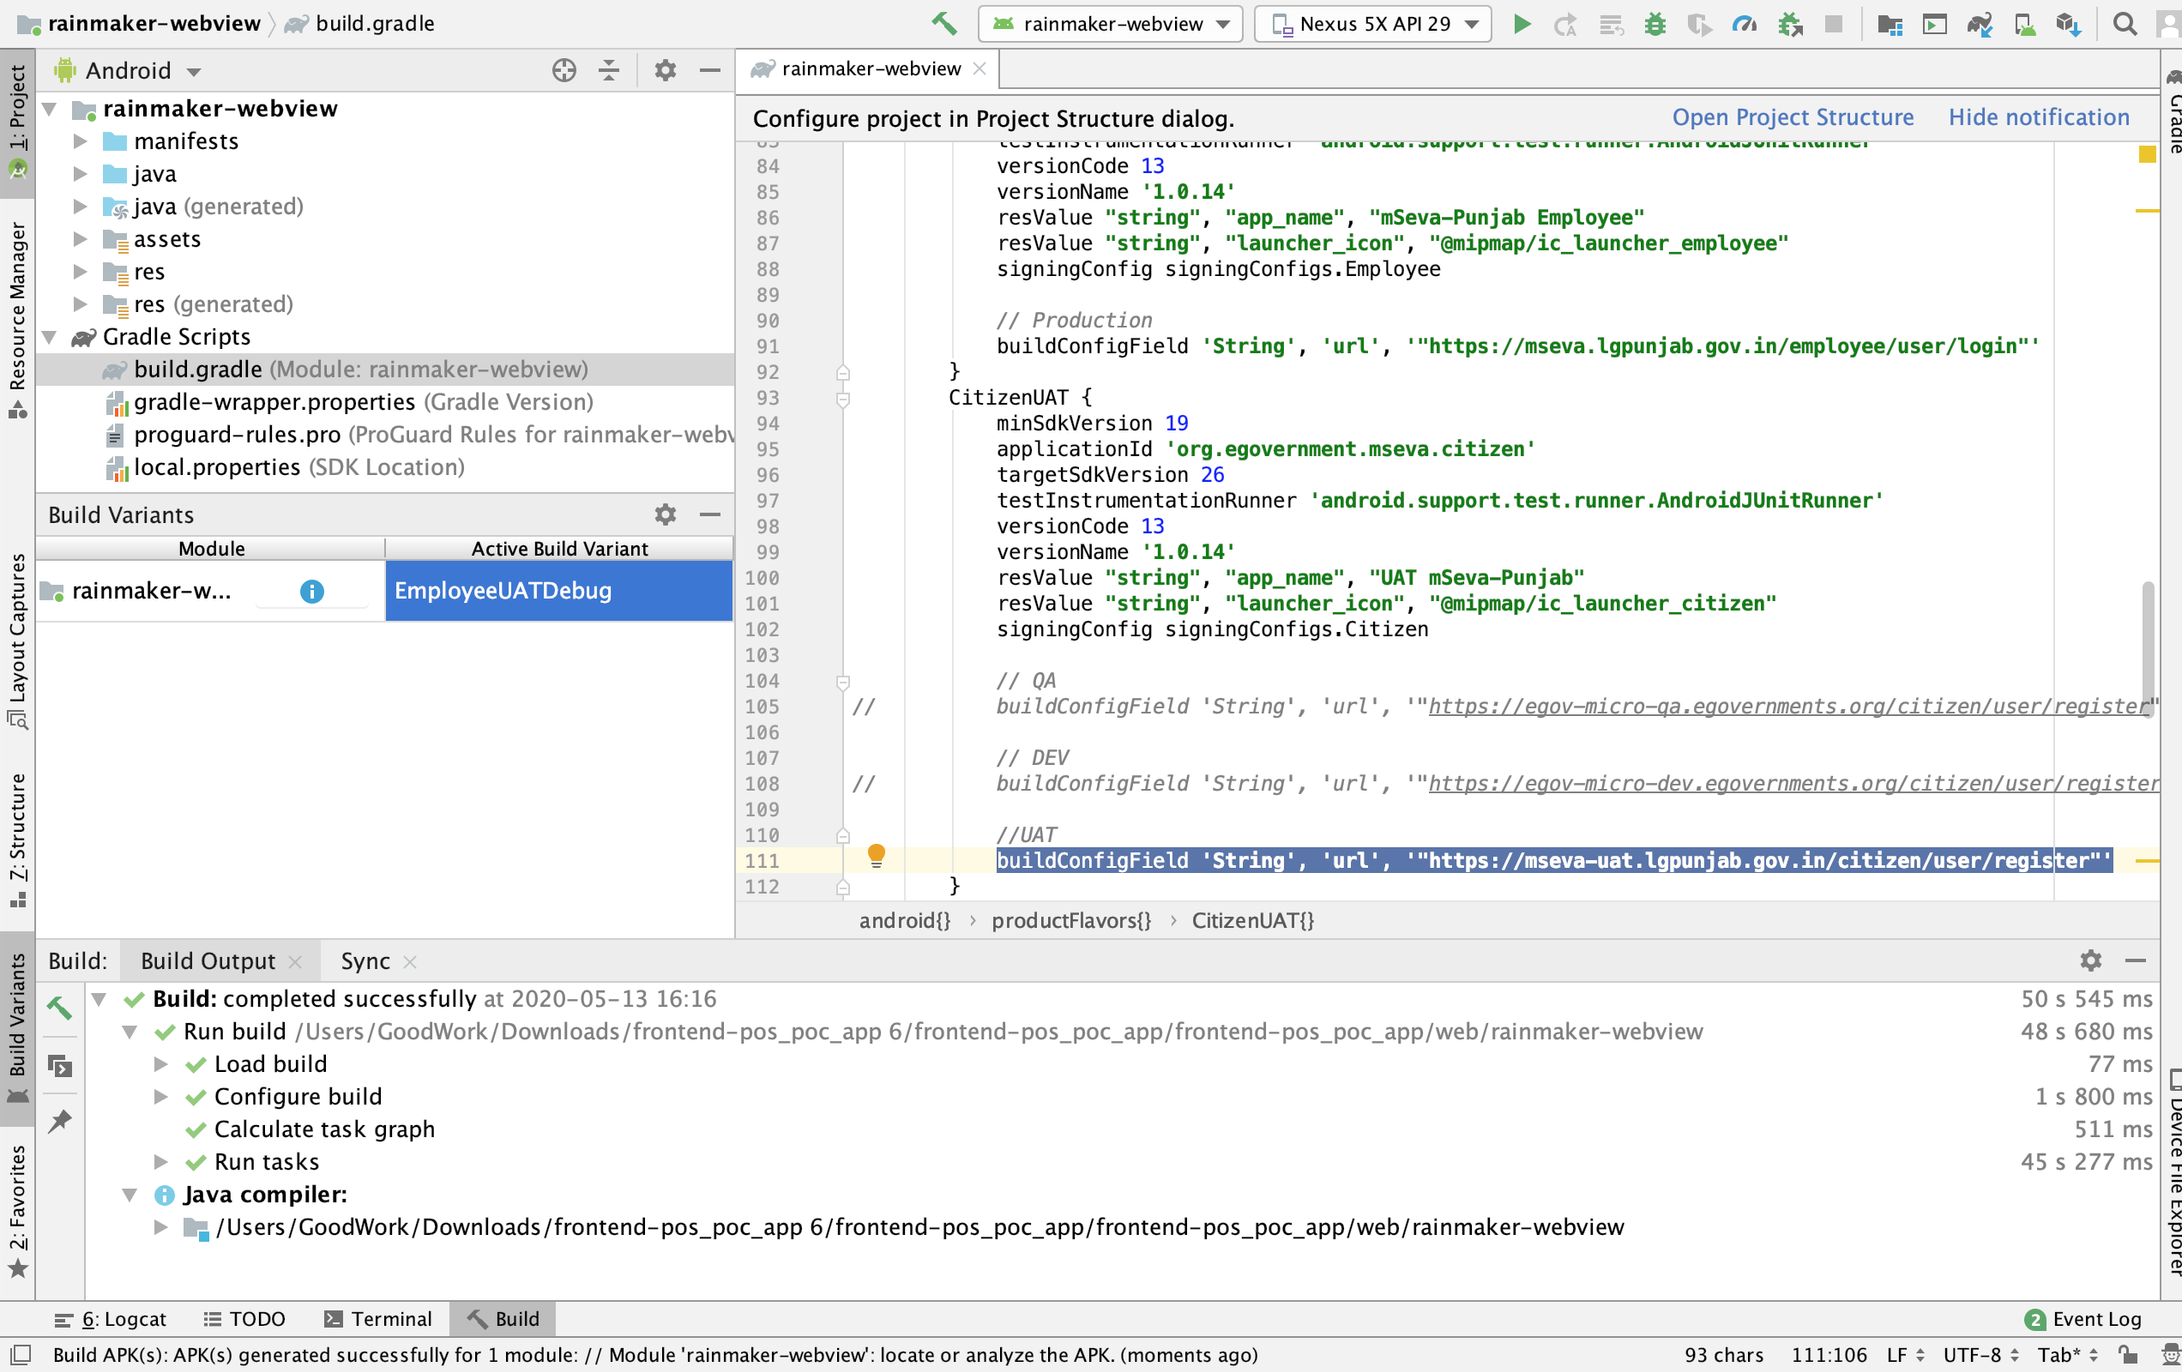 rainmaker-webview
build.gradle
rainmaker-webview
Nexus 5X API 29
1: Project
Resource Manager
Layout Captures
Z: Structure
Build Variants
2: Favorites
Android
rainmaker-webview
manifests
java
java (generated)
assets
res
res (generated)
Gradle Scripts
build.gradle (Module: rainmaker-webview)
gradle-wrapper.properties (Gradle Version)
proguard-rules.pro (ProGuard Rules for rainmaker-webv
local.properties (SDK Location)
Build Variants
Module
Active Build Variant
rainmaker-w...
EmployeeUATDebug
rainmaker-webview
Configure project in Project Structure dialog.
Open Project Structure
Hide notification
83 testInstrumentationRunner 'android.support.test.runner.AndroidJUnitRunner'
84 versionCode 13
85 versionName '1.0.14'
86 resValue "string", "app_name", "mSeva-Punjab Employee"
87 resValue "string", "launcher_icon", "@mipmap/ic_launcher_employee"
88 signingConfig signingConfigs.Employee
89
90 // Production
91 buildConfigField 'String', 'url', '"https://mseva.lgpunjab.gov.in/employee/user/login"'
92 }
93 CitizenUAT {
94 minSdkVersion 19
95 applicationId 'org.egovernment.mseva.citizen'
96 targetSdkVersion 26
97 testInstrumentationRunner 'android.support.test.runner.AndroidJUnitRunner'
98 versionCode 13
99 versionName '1.0.14'
100 resValue "string", "app_name", "UAT mSeva-Punjab"
101 resValue "string", "launcher_icon", "@mipmap/ic_launcher_citizen"
102 signingConfig signingConfigs.Citizen
103
104 // QA
105 // buildConfigField 'String', 'url', '"https://egov-micro-qa.egovernments.org/citizen/user/register"
106
107 // DEV
108 // buildConfigField 'String', 'url', '"https://egov-micro-dev.egovernments.org/citizen/user/register
109
110 //UAT
111 buildConfigField 'String', 'url', '"https://mseva-uat.lgpunjab.gov.in/citizen/user/register"'
112 }
android{} › productFlavors{} › CitizenUAT{}
Gradle
Device File Explorer
Build:
Build Output
Sync
Build: completed successfully at 2020-05-13 16:16
50 s 545 ms
Run build /Users/GoodWork/Downloads/frontend-pos_poc_app 6/frontend-pos_poc_app/frontend-pos_poc_app/web/rainmaker-webview
48 s 680 ms
Load build
77 ms
Configure build
1 s 800 ms
Calculate task graph
511 ms
Run tasks
45 s 277 ms
Java compiler:
/Users/GoodWork/Downloads/frontend-pos_poc_app 6/frontend-pos_poc_app/frontend-pos_poc_app/web/rainmaker-webview
6: Logcat
TODO
Terminal
Build
2 Event Log
Build APK(s): APK(s) generated successfully for 1 module: // Module 'rainmaker-webview': locate or analyze the APK. (moments ago)
93 chars
111:106
LF
UTF-8
Tab*